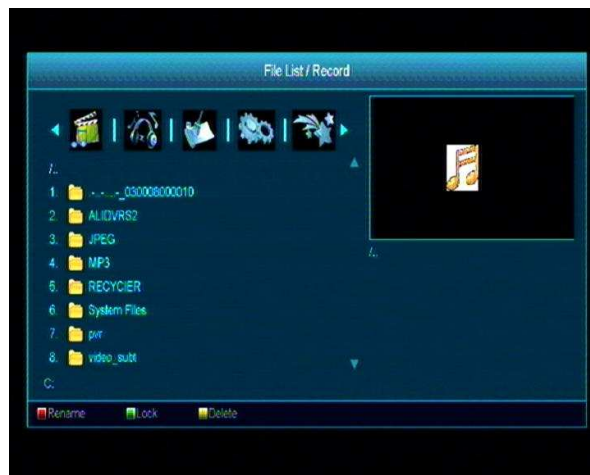 File List / Record
/..
1. -.-...-_030008000010
2. ALIDVRS2
3. JPEG
4. MP3
5. RECYCIER
6. System Files
7. pvr
8. video_subt
/..
C:
Rename Lock Delete